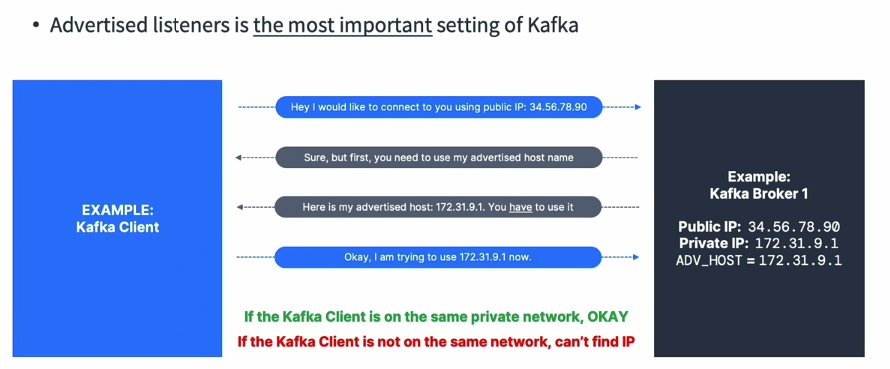 • Advertised listeners is the most important setting of Kafka
EXAMPLE:
Kafka Client
Hey I would like to connect to you using public IP: 34.56.78.90
Sure, but first, you need to use my advertised host name
Here is my advertised host: 172.31.9.1. You have to use it
Okay, I am trying to use 172.31.9.1 now.
If the Kafka Client is on the same private network, OKAY
If the Kafka Client is not on the same network, can't find IP
Example:
Kafka Broker 1
Public IP: 34.56.78.90
Private IP: 172.31.9.1
ADV_HOST = 172.31.9.1